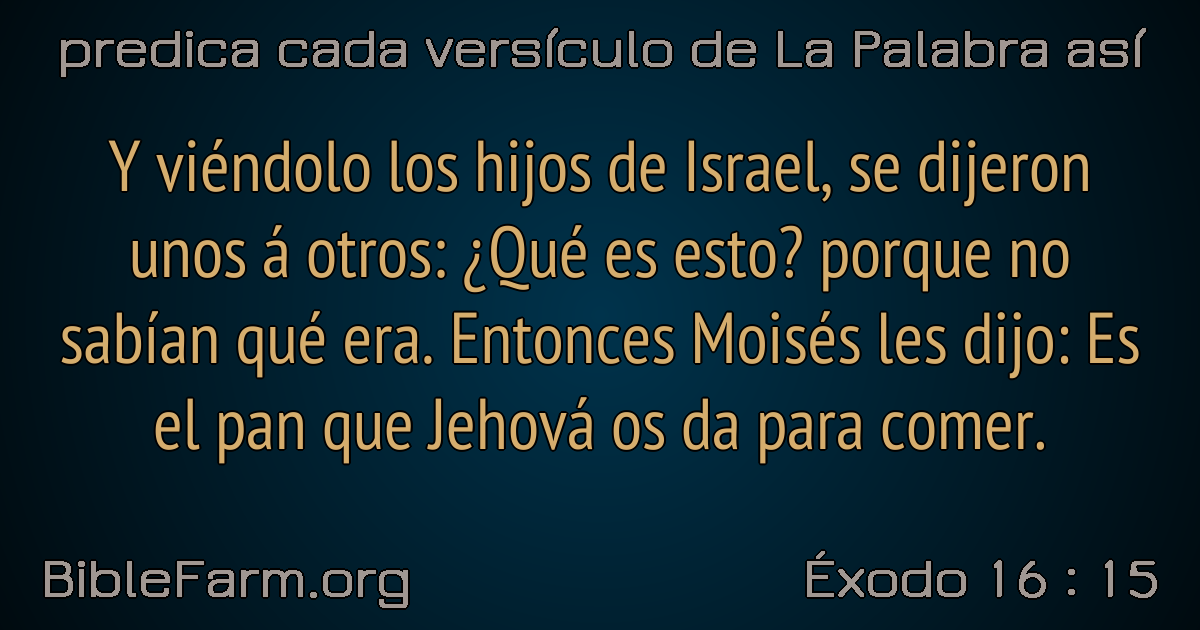 predica cada versículo de La Palabra así
Y viéndolo los hijos de Israel, se dijeron
unos á otros: ¿Qué es esto? porque no
sabían qué era. Entonces Moisés les dijo: Es
el pan que Jehová os da para comer.
BibleFarm.org
Éxodo 16 : 15